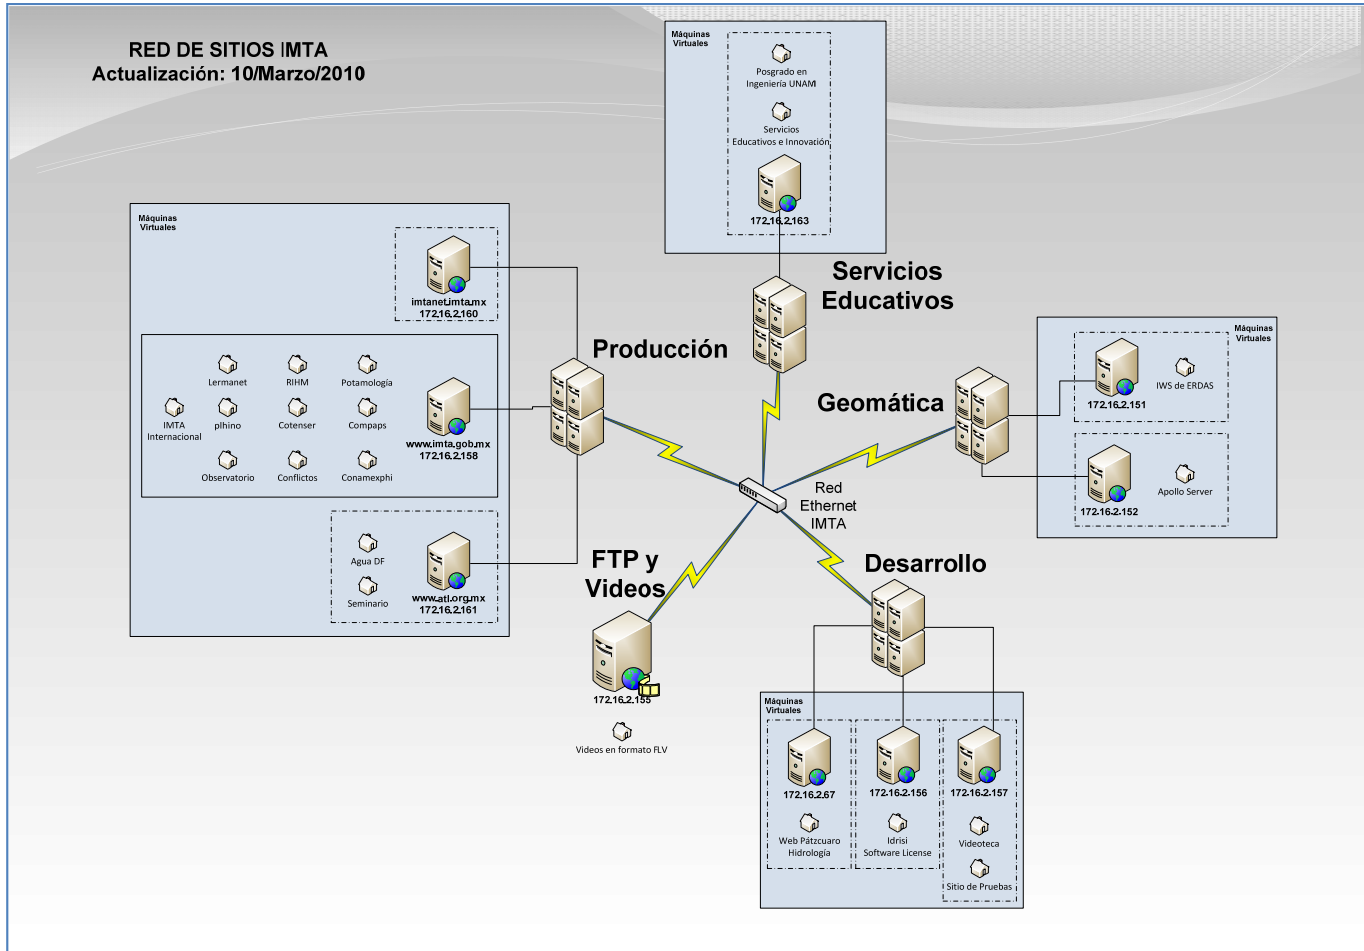 RED DE SITIOS IMTA
Actualización: 10/Marzo/2010
Máquinas
Virtuales
Posgrado en
Ingeniería UNAM
Servicios
Educativos e Innovación
172.16.2.163
Servicios
Educativos
Máquinas
Virtuales
imtanet.imta.mx
172.16.2.160
Lermanet
RIHM
Potamología
IMTA
Internacional
plhino
Cotenser
Compaps
www.imta.gob.mx
172.16.2.158
Observatorio
Conflictos
Conamexphi
Agua DF
Seminario
www.atl.org.mx
172.16.2.161
Producción
Geomática
Máquinas
Virtuales
IWS de ERDAS
172.16.2.151
Apollo Server
172.16.2.152
Red
Ethernet
IMTA
FTP y
Videos
172.16.2.155
Videos en formato FLV
Desarrollo
Máquinas
Virtuales
172.16.2.67
Web Pátzcuaro
Hidrología
172.16.2.156
Idrisi
Software License
172.16.2.157
Videoteca
Sitio de Pruebas